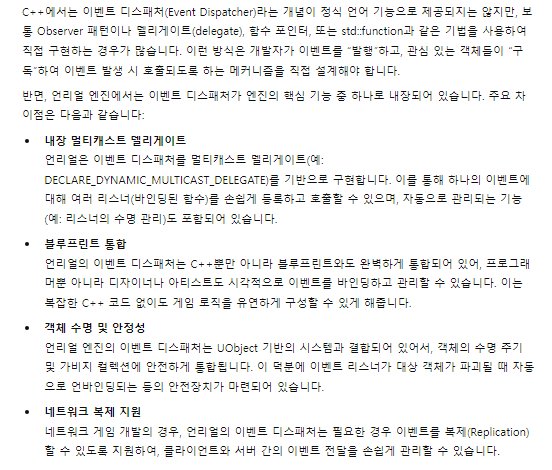 C++에서는 이벤트 디스패처(Event Dispatcher)라는 개념이 정식 언어 기능으로 제공되지는 않지만, 보
통 Observer 패턴이나 델리게이트(delegate), 함수 포인터, 또는 std::function과 같은 기법을 사용하여
직접 구현하는 경우가 많습니다. 이런 방식은 개발자가 이벤트를 “발행”하고, 관심 있는 객체들이 “구
독”하여 이벤트 발생 시 호출되도록 하는 메커니즘을 직접 설계해야 합니다.
반면, 언리얼 엔진에서는 이벤트 디스패처가 엔진의 핵심 기능 중 하나로 내장되어 있습니다. 주요 차
이점은 다음과 같습니다:
• 내장 멀티캐스트 델리게이트
언리얼은 이벤트 디스패처를 멀티캐스트 델리게이트(예:
DECLARE_DYNAMIC_MULTICAST_DELEGATE)를 기반으로 구현합니다. 이를 통해 하나의 이벤트에
대해 여러 리스너(바인딩된 함수)를 손쉽게 등록하고 호출할 수 있으며, 자동으로 관리되는 기능
(예: 리스너의 수명 관리)도 포함되어 있습니다.
• 블루프린트 통합
언리얼의 이벤트 디스패처는 C++뿐만 아니라 블루프린트와도 완벽하게 통합되어 있어, 프로그래
머뿐 아니라 디자이너나 아티스트도 시각적으로 이벤트를 바인딩하고 관리할 수 있습니다. 이는
복잡한 C++ 코드 없이도 게임 로직을 유연하게 구성할 수 있게 해줍니다.
• 객체 수명 및 안정성
언리얼 엔진의 이벤트 디스패처는 UObject 기반의 시스템과 결합되어 있어서, 객체의 수명 주기
및 가비지 컬렉션에 안전하게 통합됩니다. 이 덕분에 이벤트 리스너가 대상 객체가 파괴될 때 자동
으로 언바인딩되는 등의 안전장치가 마련되어 있습니다.
• 네트워크 복제 지원
네트워크 게임 개발의 경우, 언리얼의 이벤트 디스패처는 필요한 경우 이벤트를 복제(Replication)
할 수 있도록 지원하여, 클라이언트와 서버 간의 이벤트 전달을 손쉽게 관리할 수 있습니다.